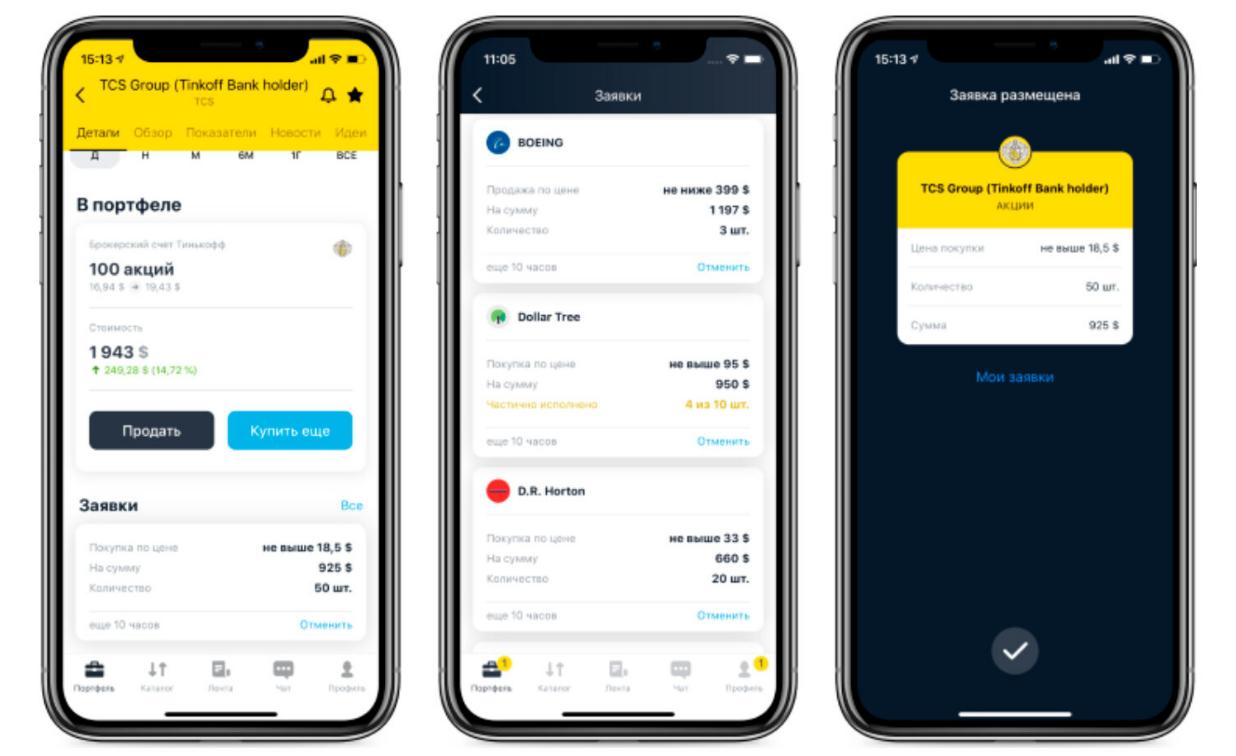 15:13
TCS Group (Tinkoff Bank holder)
TCS
Детали Обзор Показатели Новости Идеи
Д Н М 6М 1Г ВСЕ
В портфеле
Брокерский счет Тинькофф
100 акций
16,94 $ → 19,43 $
Стоимость
1 943 $
↑ 249,28 $ (14,72 %)
Продать Купить еще
Заявки Все
Покупка по цене не выше 18,5 $
На сумму 925 $
Количество 50 шт.
еще 10 часов Отменить
Портфель Каталог Лента Чат Профиль
11:05
Заявки
BOEING
Продажа по цене не ниже 399 $
На сумму 1 197 $
Количество 3 шт.
еще 10 часов Отменить
Dollar Tree
Покупка по цене не выше 95 $
На сумму 950 $
Частично исполнено 4 из 10 шт.
еще 10 часов Отменить
D.R. Horton
Покупка по цене не выше 33 $
На сумму 660 $
Количество 20 шт.
еще 10 часов Отменить
1 1
Портфель Каталог Лента Чат Профиль
15:13
Заявка размещена
TCS Group (Tinkoff Bank holder)
АКЦИИ
Цена покупки не выше 18,5 $
Количество 50 шт.
Сумма 925 $
Мои заявки